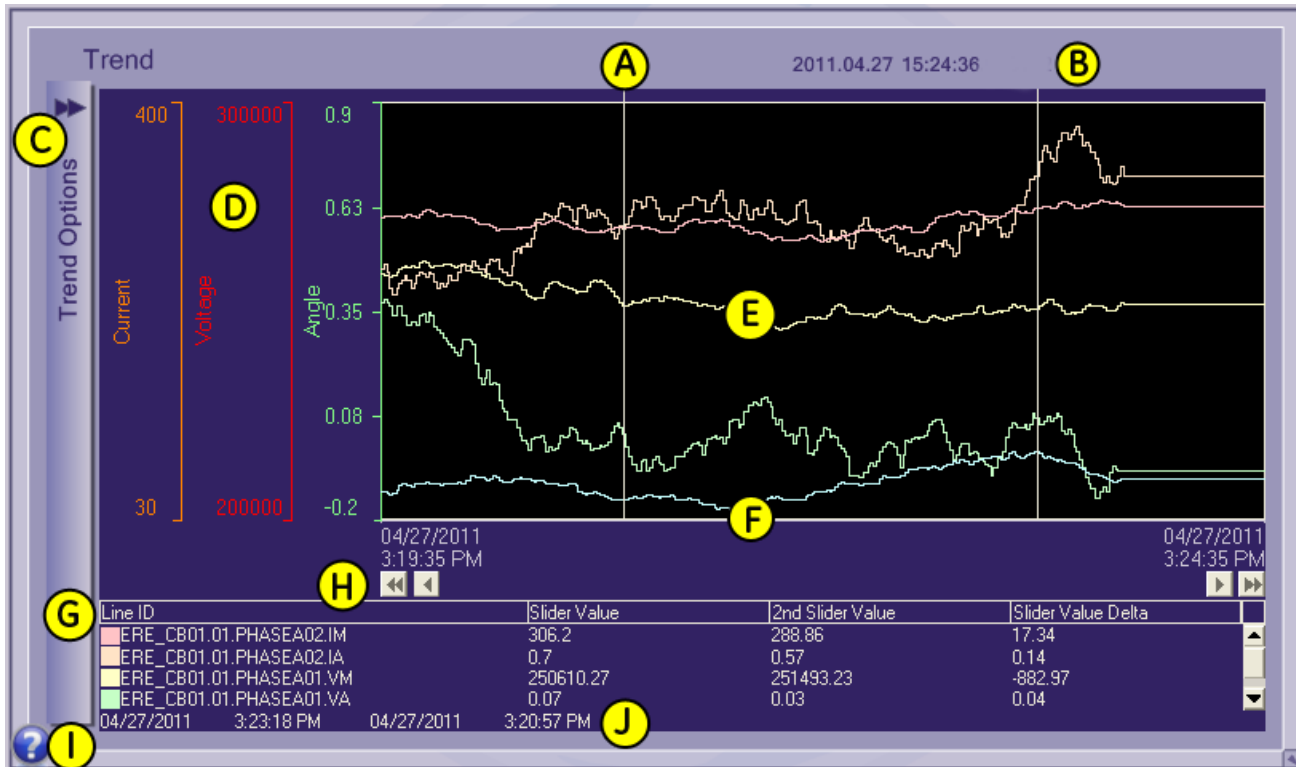 Trend
A
2011.04.27 15:24:36
B
C
Trend Options
400
300000
0.9
D
0.63
Current
Voltage
Angle
0.35
E
0.08
30
200000
-0.2
F
04/27/2011
3:19:35 PM
04/27/2011
3:24:35 PM
H
G
Line ID Slider Value 2nd Slider Value Slider Value Delta
ERE_CB01.01.PHASEA02.IM 306.2 288.86 17.34
ERE_CB01.01.PHASEA02.IA 0.7 0.57 0.14
ERE_CB01.01.PHASEA01.VM 250610.27 251493.23 -882.97
ERE_CB01.01.PHASEA01.VA 0.07 0.03 0.04
04/27/2011 3:23:18 PM 04/27/2011 3:20:57 PM
J
?
I